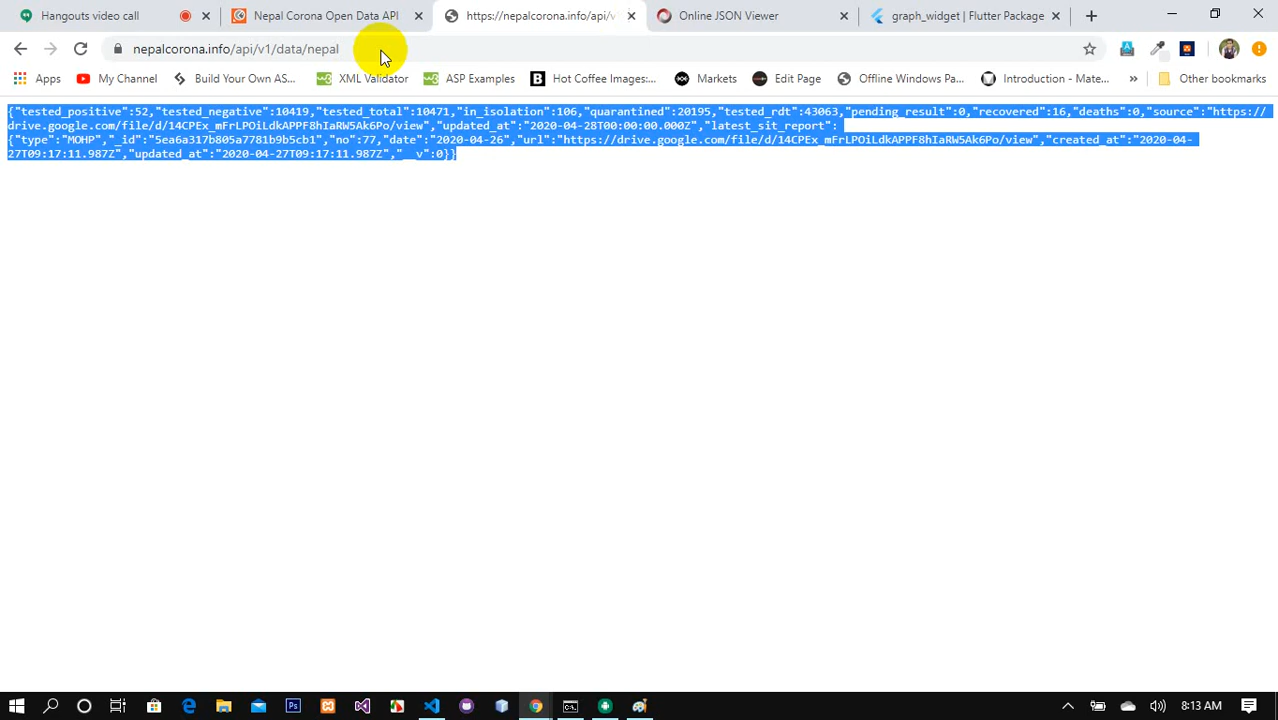 Hangouts video call
Nepal Corona Open Data API
https://nepalcorona.info/api/v1
Online JSON Viewer
graph_widget | Flutter Package
nepalcorona.info/api/v1/data/nepal
Apps
My Channel
Build Your Own AS...
XML Validator
ASP Examples
Hot Coffee Images:...
Markets
Edit Page
Offline Windows Pa...
Introduction - Mate...
»
Other bookmarks
{"tested_positive":52,"tested_negative":10419,"tested_total":10471,"in_isolation":106,"quarantined":20195,"tested_rdt":43063,"pending_result":0,"recovered":16,"deaths":0,"source":"https://
drive.google.com/file/d/14CPEx_mFrLPOiLdkAPPF8hIaRW5Ak6Po/view","updated_at":"2020-04-28T00:00:00.000Z","latest_sit_report":
{"type":"MOHP","_id":"5ea6a317b805a7781b9b5cb1","no":77,"date":"2020-04-26","url":"https://drive.google.com/file/d/14CPEx_mFrLPOiLdkAPPF8hIaRW5Ak6Po/view","created_at":"2020-04-
27T09:17:11.987Z","updated_at":"2020-04-27T09:17:11.987Z","__v":0}}
8:13 AM